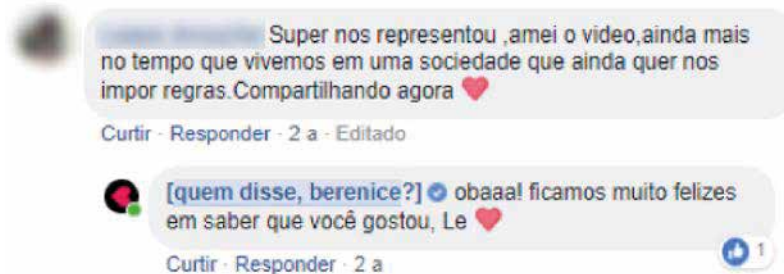 Super nos representou ,amei o video,ainda mais
no tempo que vivemos em uma sociedade que ainda quer nos
impor regras.Compartilhando agora ❤
Curtir · Responder · 2 a · Editado
[quem disse, berenice?] obaaa! ficamos muito felizes
em saber que você gostou, Le ❤
1
Curtir · Responder · 2 a